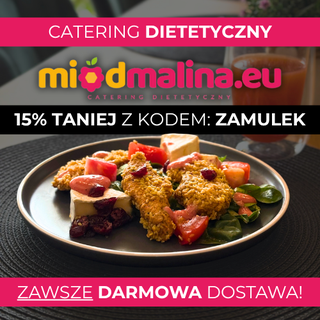 CATERING DIETETYCZNY
miodmalina.eu
CATERING DIETETYCZNY
15% TANIEJ Z KODEM: ZAMULEK
ZAWSZE DARMOWA DOSTAWA!